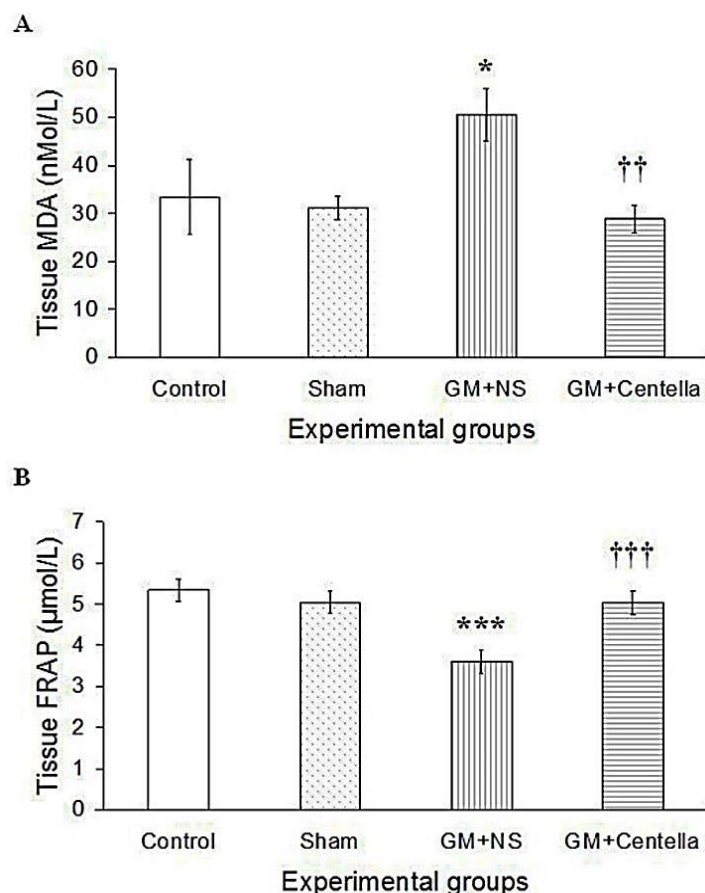 A
Tissue MDA (nMol/L)
60
50
40
30
20
10
0
*
††
Control Sham GM+NS GM+Centella
Experimental groups
B
Tissue FRAP (µmol/L)
7
6
5
4
3
2
1
0
***
†††
Control Sham GM+NS GM+Centella
Experimental groups